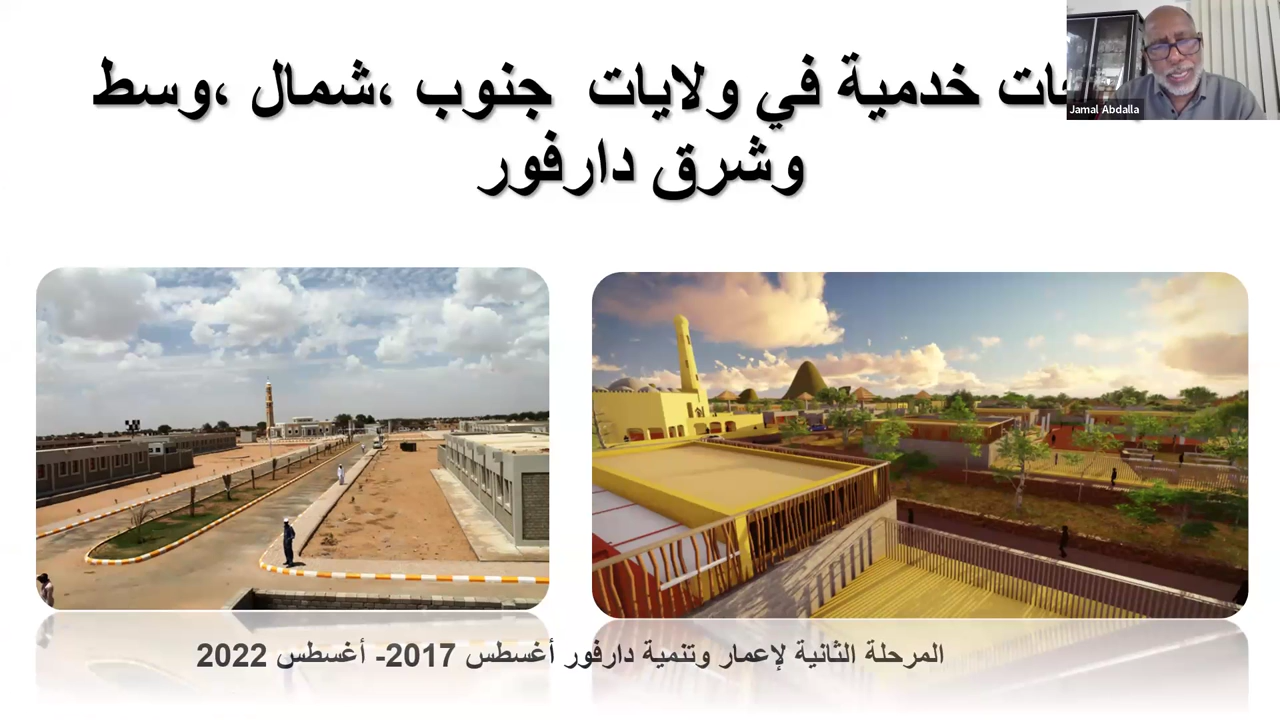 خدمية في ولايات جنوب ،شمال ،وسط
وشرق دارفور
Jamal Abdalla
المرحلة الثانية لإعمار وتنمية دارفور أغسطس 2017- أغسطس 2022